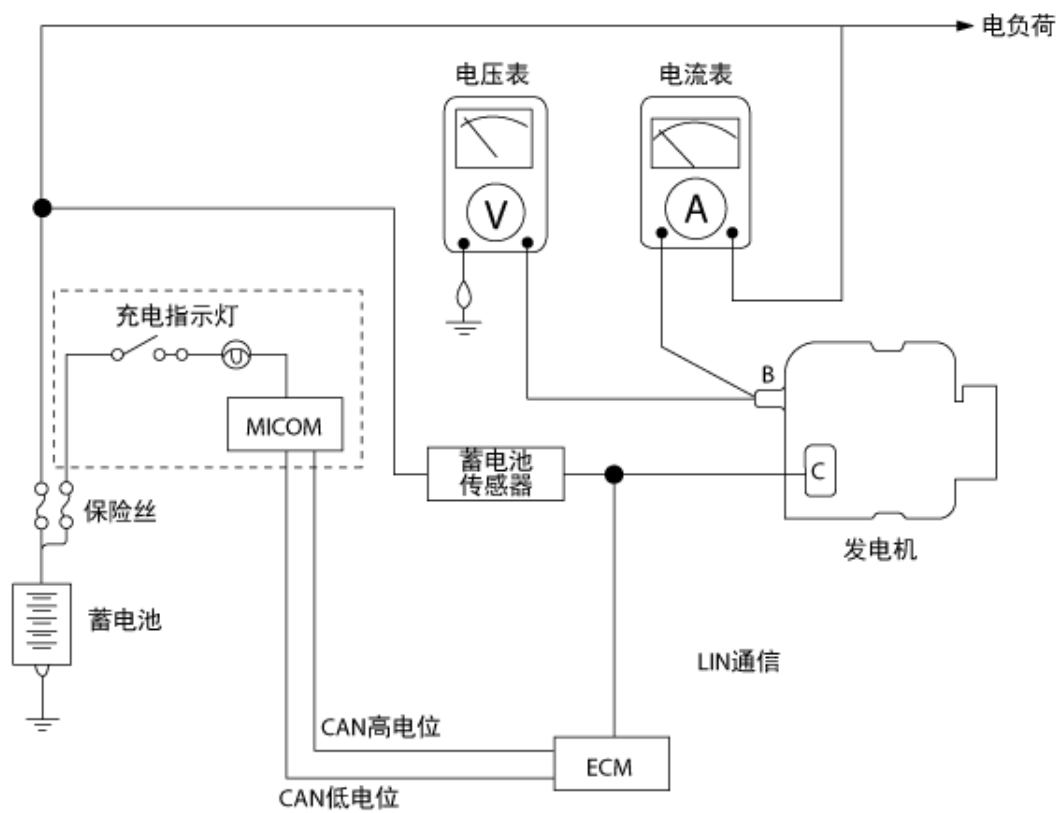 电负荷
电压表
电流表
V
A
充电指示灯
B
MICOM
蓄电池
传感器
C
保险丝
发电机
蓄电池
LIN通信
CAN高电位
ECM
CAN低电位